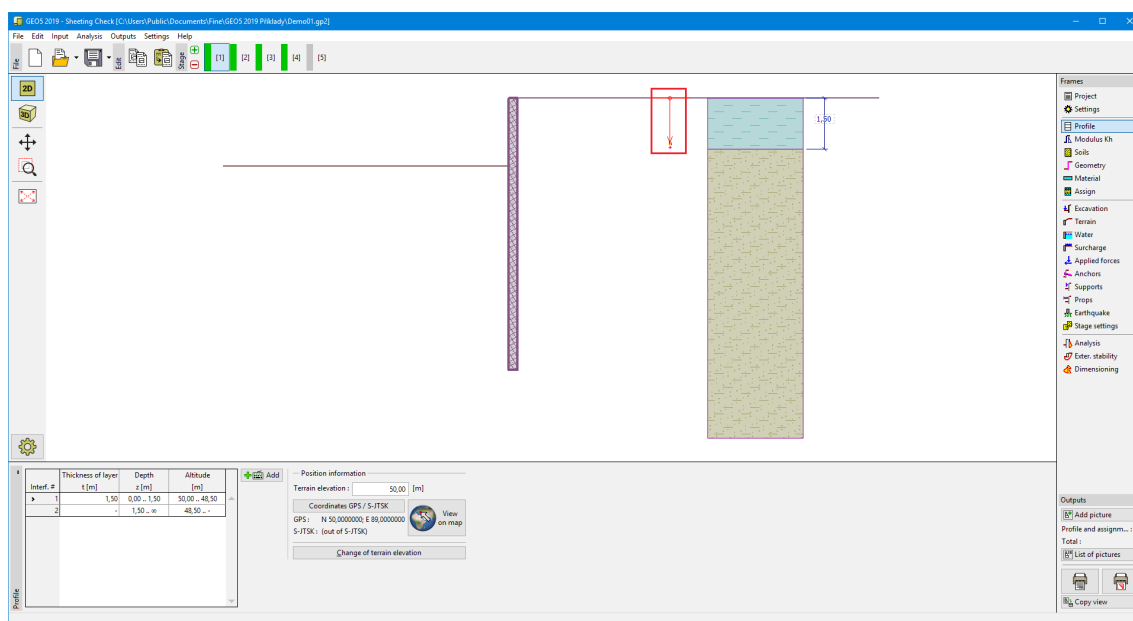 GEO5 2019 - Sheeting Check [C:\Users\Public\Documents\Fine\GEO5 2019 Příklady\Demo01.gp2]
File Edit Input Analysis Outputs Settings Help
File
Edit
Stage
[1] [2] [3] [4] [5]
2D
3D
1,50
Frames
Project
Settings
Profile
Modulus Kh
Soils
Geometry
Material
Assign
Excavation
Terrain
Water
Surcharge
Applied forces
Anchors
Supports
Props
Earthquake
Stage settings
Analysis
Exter. stability
Dimensioning
Thickness of layer Depth Altitude
Interf. # t [m] z [m] [m]
1 1,50 0,00 .. 1,50 50,00 .. 48,50
2 - 1,50 .. ∞ 48,50 .. -
Add
Position information
Terrain elevation : 50,00 [m]
Coordinates GPS / S-JTSK
GPS : N 50,0000000; E 89,0000000
S-JTSK : (out of S-JTSK)
View
on map
Change of terrain elevation
Profile
Outputs
Add picture
Profile and assignm... :
Total :
List of pictures
Copy view